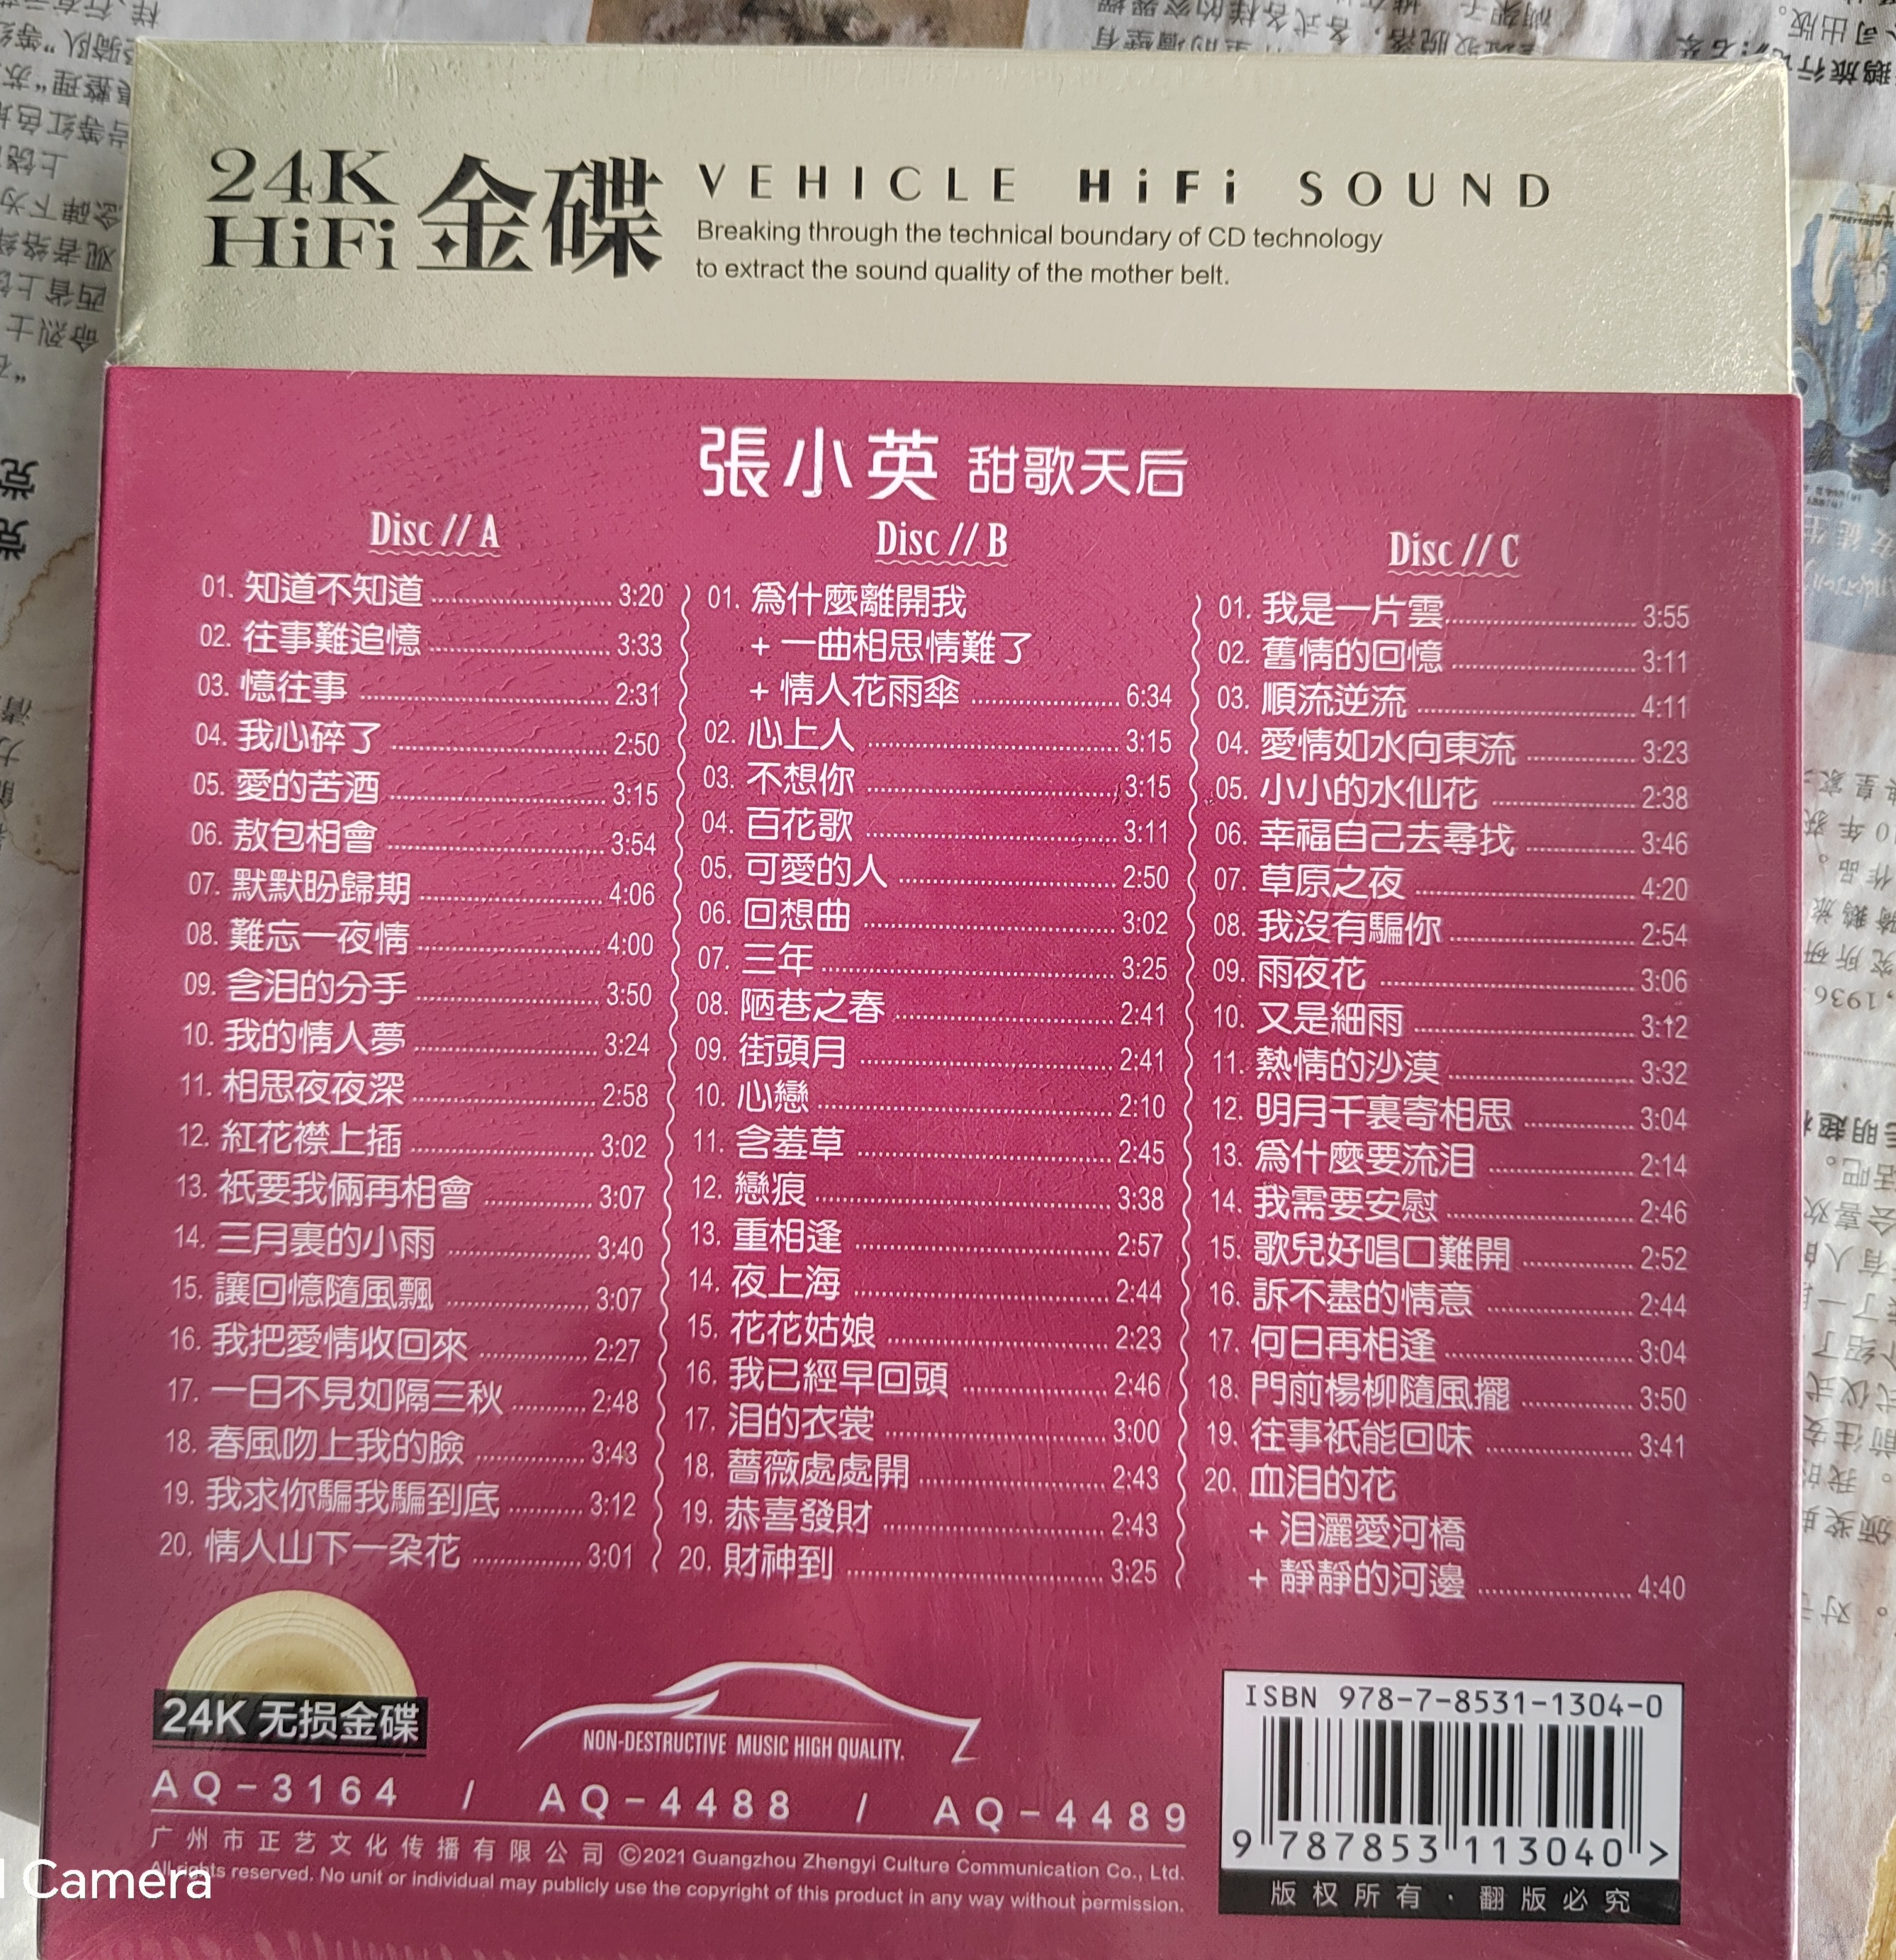 24K
HiFi
金碟
VEHICLE HiFi SOUND
Breaking through the technical boundary of CD technology
to extract the sound quality of the mother belt.
張小英 甜歌天后
Disc // A
01. 知道不知道 3:20
02. 往事難追憶 3:33
03. 憶往事 2:31
04. 我心碎了 2:50
05. 愛的苦酒 3:15
06. 敖包相會 3:54
07. 默默盼歸期 4:06
08. 難忘一夜情 4:00
09. 含泪的分手 3:50
10. 我的情人夢 3:24
11. 相思夜夜深 2:58
12. 紅花襟上插 3:02
13. 衹要我倆再相會 3:07
14. 三月裏的小雨 3:40
15. 讓回憶隨風飄 3:07
16. 我把愛情收回來 2:27
17. 一日不見如隔三秋 2:48
18. 春風吻上我的臉 3:43
19. 我求你騙我騙到底 3:12
20. 情人山下一朵花 3:01
Disc // B
01. 爲什麼離開我
+ 一曲相思情難了
+ 情人花雨傘 6:34
02. 心上人 3:15
03. 不想你 3:15
04. 百花歌 3:11
05. 可愛的人 2:50
06. 回想曲 3:02
07. 三年 3:25
08. 陋巷之春 2:41
09. 街頭月 2:41
10. 心戀 2:10
11. 含羞草 2:45
12. 戀痕 3:38
13. 重相逢 2:57
14. 夜上海 2:44
15. 花花姑娘 2:23
16. 我已經早回頭 2:46
17. 泪的衣裳 3:00
18. 薔薇處處開 2:43
19. 恭喜發財 2:43
20. 財神到 3:25
Disc // C
01. 我是一片雲 3:55
02. 舊情的回憶 3:11
03. 順流逆流 4:11
04. 愛情如水向東流 3:23
05. 小小的水仙花 2:38
06. 幸福自己去尋找 3:46
07. 草原之夜 4:20
08. 我沒有騙你 2:54
09. 雨夜花 3:06
10. 又是細雨 3:12
11. 熱情的沙漠 3:32
12. 明月千裏寄相思 3:04
13. 爲什麼要流泪 2:14
14. 我需要安慰 2:46
15. 歌兒好唱口難開 2:52
16. 訴不盡的情意 2:44
17. 何日再相逢 3:04
18. 門前楊柳隨風擺 3:50
19. 往事衹能回味 3:41
20. 血泪的花
+ 泪灑愛河橋
+ 靜靜的河邊 4:40
24K 无损金碟
NON-DESTRUCTIVE MUSIC HIGH QUALITY.
AQ-3164 / AQ-4488 / AQ-4489
广州市正艺文化传播有限公司 ©2021 Guangzhou Zhengyi Culture Communication Co., Ltd.
All rights reserved. No unit or individual may publicly use the copyright of this product in any way without permission.
ISBN 978-7-8531-1304-0
9 787853 113040 >
版权所有·翻版必究
Camera